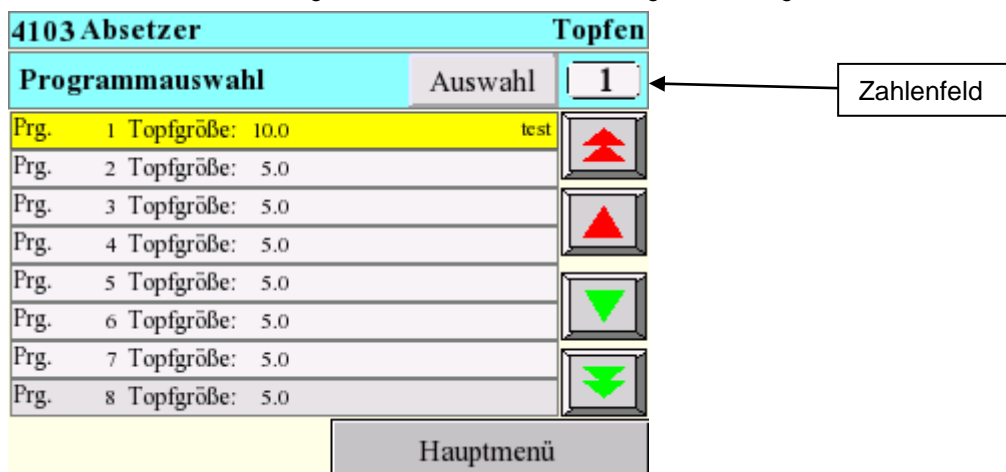 4103 Absetzer Topfen
Programmauswahl Auswahl 1
Zahlenfeld
Prg. 1 Topfgröße: 10.0 test
Prg. 2 Topfgröße: 5.0
Prg. 3 Topfgröße: 5.0
Prg. 4 Topfgröße: 5.0
Prg. 5 Topfgröße: 5.0
Prg. 6 Topfgröße: 5.0
Prg. 7 Topfgröße: 5.0
Prg. 8 Topfgröße: 5.0
Hauptmenü